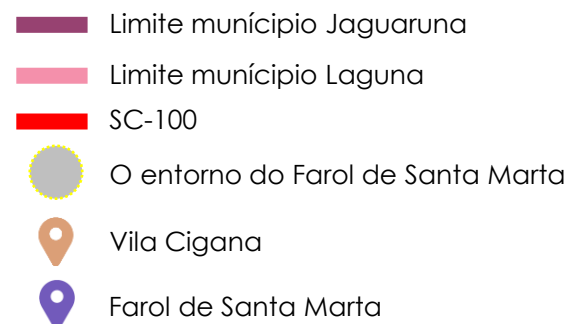 Limite munícipio Jaguaruna
Limite munícipio Laguna
SC-100
O entorno do Farol de Santa Marta
Vila Cigana
Farol de Santa Marta